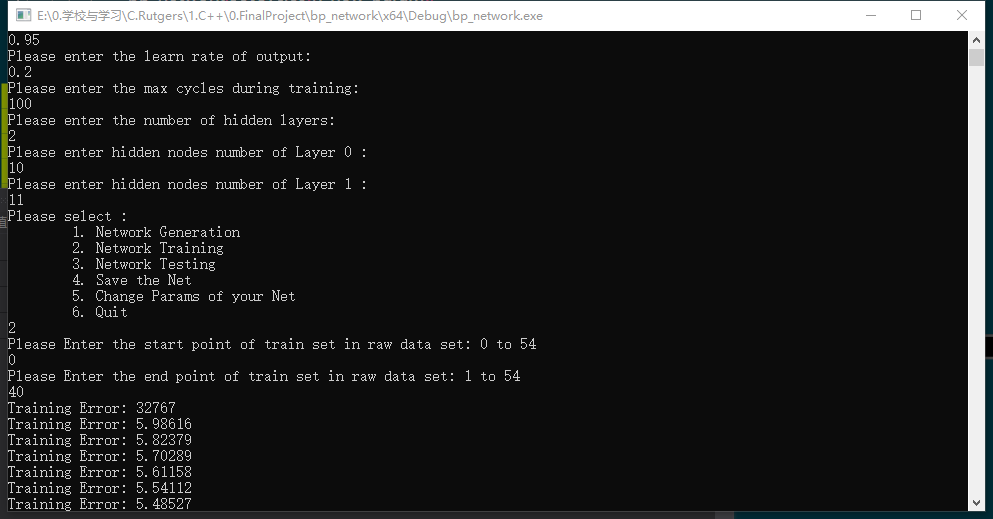 E:\0.学校与学习\C.Rutgers\1.C++\0.FinalProject\bp_network\x64\Debug\bp_network.exe
0.95
Please enter the learn rate of output:
0.2
Please enter the max cycles during training:
100
Please enter the number of hidden layers:
2
Please enter hidden nodes number of Layer 0 :
10
Please enter hidden nodes number of Layer 1 :
11
Please select :
1. Network Generation
2. Network Training
3. Network Testing
4. Save the Net
5. Change Params of your Net
6. Quit
2
Please Enter the start point of train set in raw data set: 0 to 54
0
Please Enter the end point of train set in raw data set: 1 to 54
40
Training Error: 32767
Training Error: 5.98616
Training Error: 5.82379
Training Error: 5.70289
Training Error: 5.61158
Training Error: 5.54112
Training Error: 5.48527